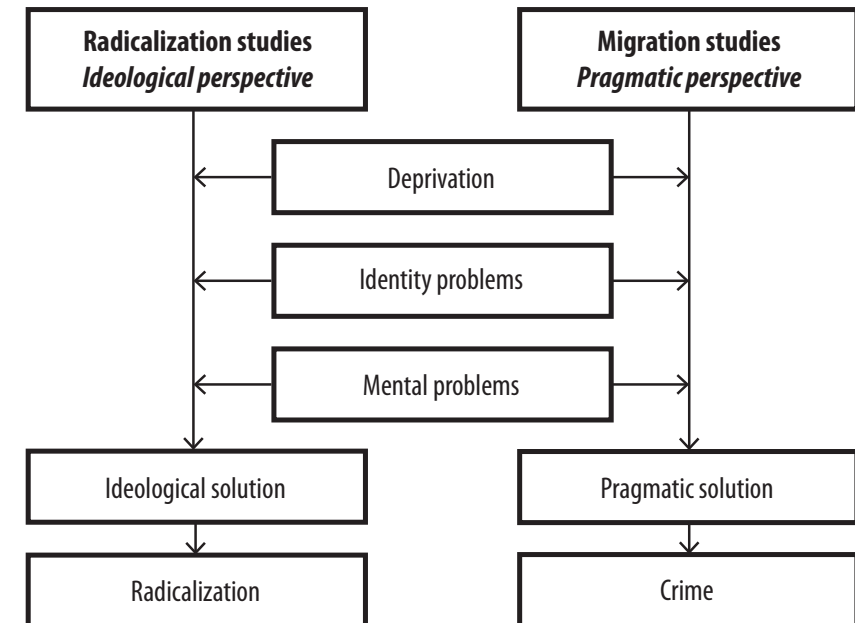 Radicalization studies
Ideological perspective
Migration studies
Pragmatic perspective
Deprivation
Identity problems
Mental problems
Ideological solution
Pragmatic solution
Radicalization
Crime